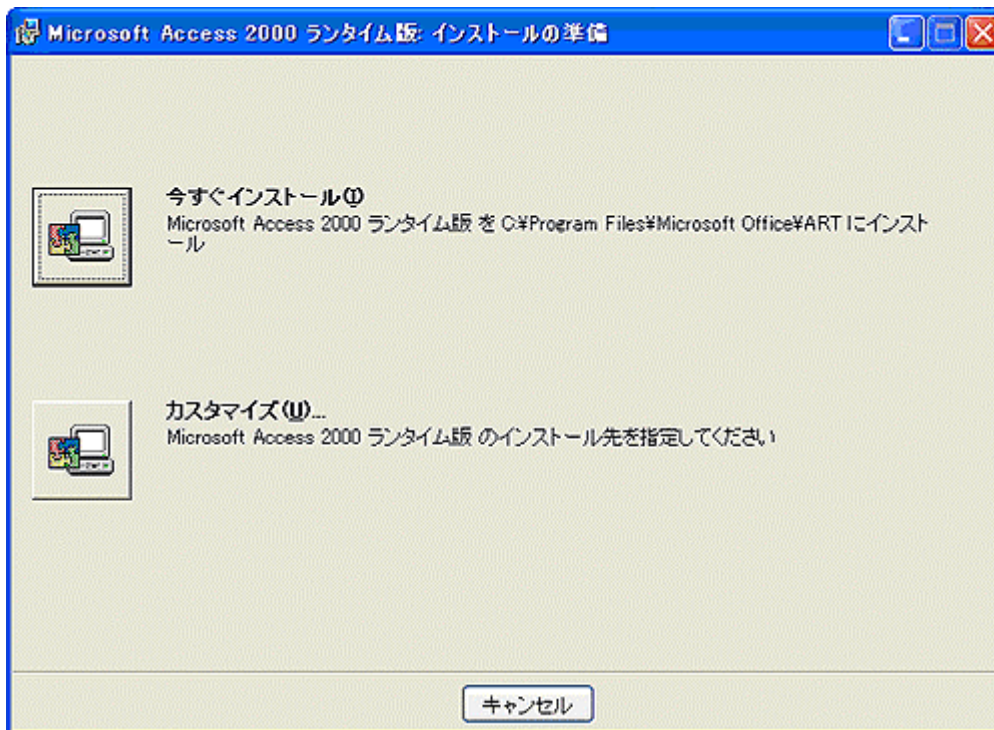 Microsoft Access 2000 ランタイム版: インストールの準備
今すぐインストール(I)
Microsoft Access 2000 ランタイム版 を C:¥Program Files¥Microsoft Office¥ART にインスト
ール
カスタマイズ(U)...
Microsoft Access 2000 ランタイム版 のインストール先を指定してください
キャンセル